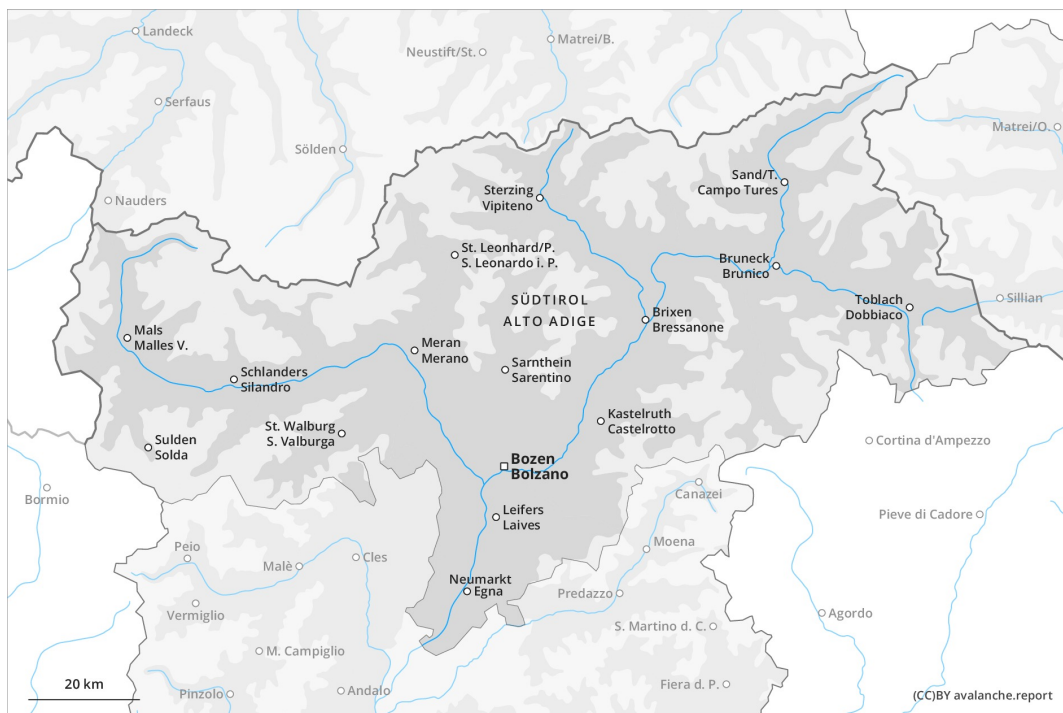 Landeck
Neustift/St.
Matrei/B.
Serfaus
Matrei/O.
Sölden
Nauders
Sand/T.
Campo Tures
Sterzing
Vipiteno
St. Leonhard/P.
S. Leonardo i. P.
Bruneck
Brunico
SÜDTIROL
ALTO ADIGE
Toblach
Dobbiaco
Sillian
Brixen
Bressanone
Mals
Malles V.
Meran
Merano
Sarnthein
Sarentino
Schlanders
Silandro
Kastelruth
Castelrotto
St. Walburg
S. Valburga
Sulden
Solda
Cortina d'Ampezzo
Bozen
Bolzano
Bormio
Canazei
Leifers
Laives
Pieve di Cadore
Moena
Peio
Malè
Cles
Neumarkt
Egna
Predazzo
Vermiglio
Agordo
S. Martino d. C.
M. Campiglio
20 km
Pinzolo
Andalo
Fiera d. P.
(CC)BY avalanche.report